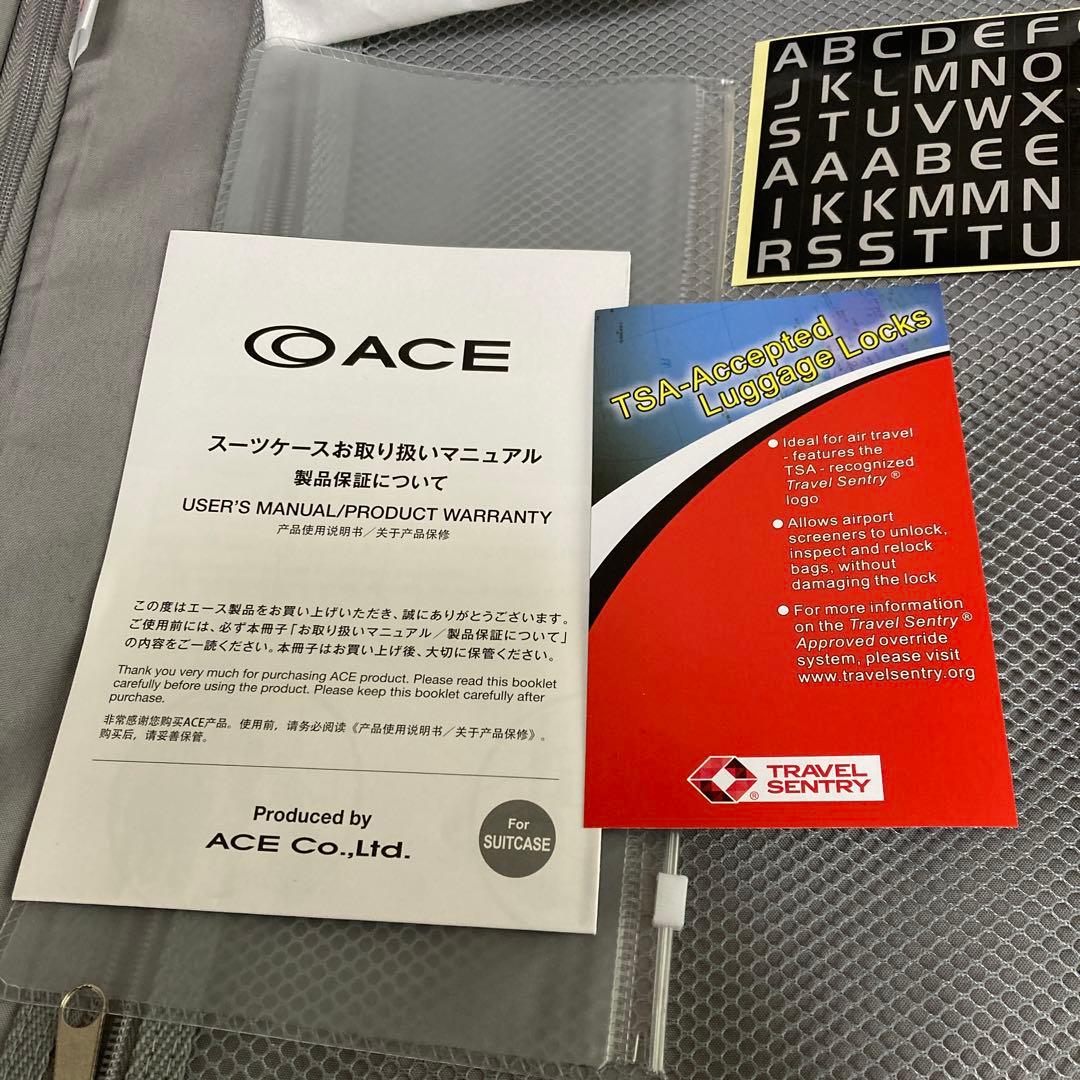 ACE
スーツケースお取り扱いマニュアル
製品保証について
USER'S MANUAL/PRODUCT WARRANTY
产品使用说明书／关于产品保修
この度はエース製品をお買い上げいただき、誠にありがとうございます。
ご使用前には、必ず本冊子「お取り扱いマニュアル／製品保証について」
の内容をご一読ください。本冊子はお買い上げ後、大切に保管ください。
Thank you very much for purchasing ACE product. Please read this booklet
carefully before using the product. Please keep this booklet carefully after
purchase.
非常感谢您购买ACE产品。使用前，请务必阅读《产品使用说明书／关于产品保修》。
购买后，请妥善保管。
Produced by
ACE Co.,Ltd.
For
SUITCASE
TSA-Accepted
Luggage Locks
● Ideal for air travel
- features the
TSA - recognized
Travel Sentry ®
logo
● Allows airport
screeners to unlock,
inspect and relock
bags, without
damaging the lock
● For more information
on the Travel Sentry ®
Approved override
system, please visit
www.travelsentry.org
® TRAVEL
SENTRY
A B C D E F
J K L M N O
S T U V W X
A A A B E E
I K K M M N
R S S T T U